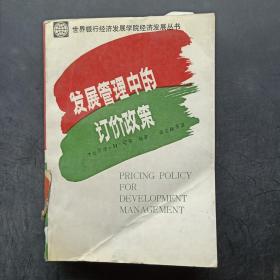 世界银行经济发展学院经济发展丛书
发展管理中的
订价政策
PRICING POLICY
FOR
DEVELOPMENT
MANAGEMENT